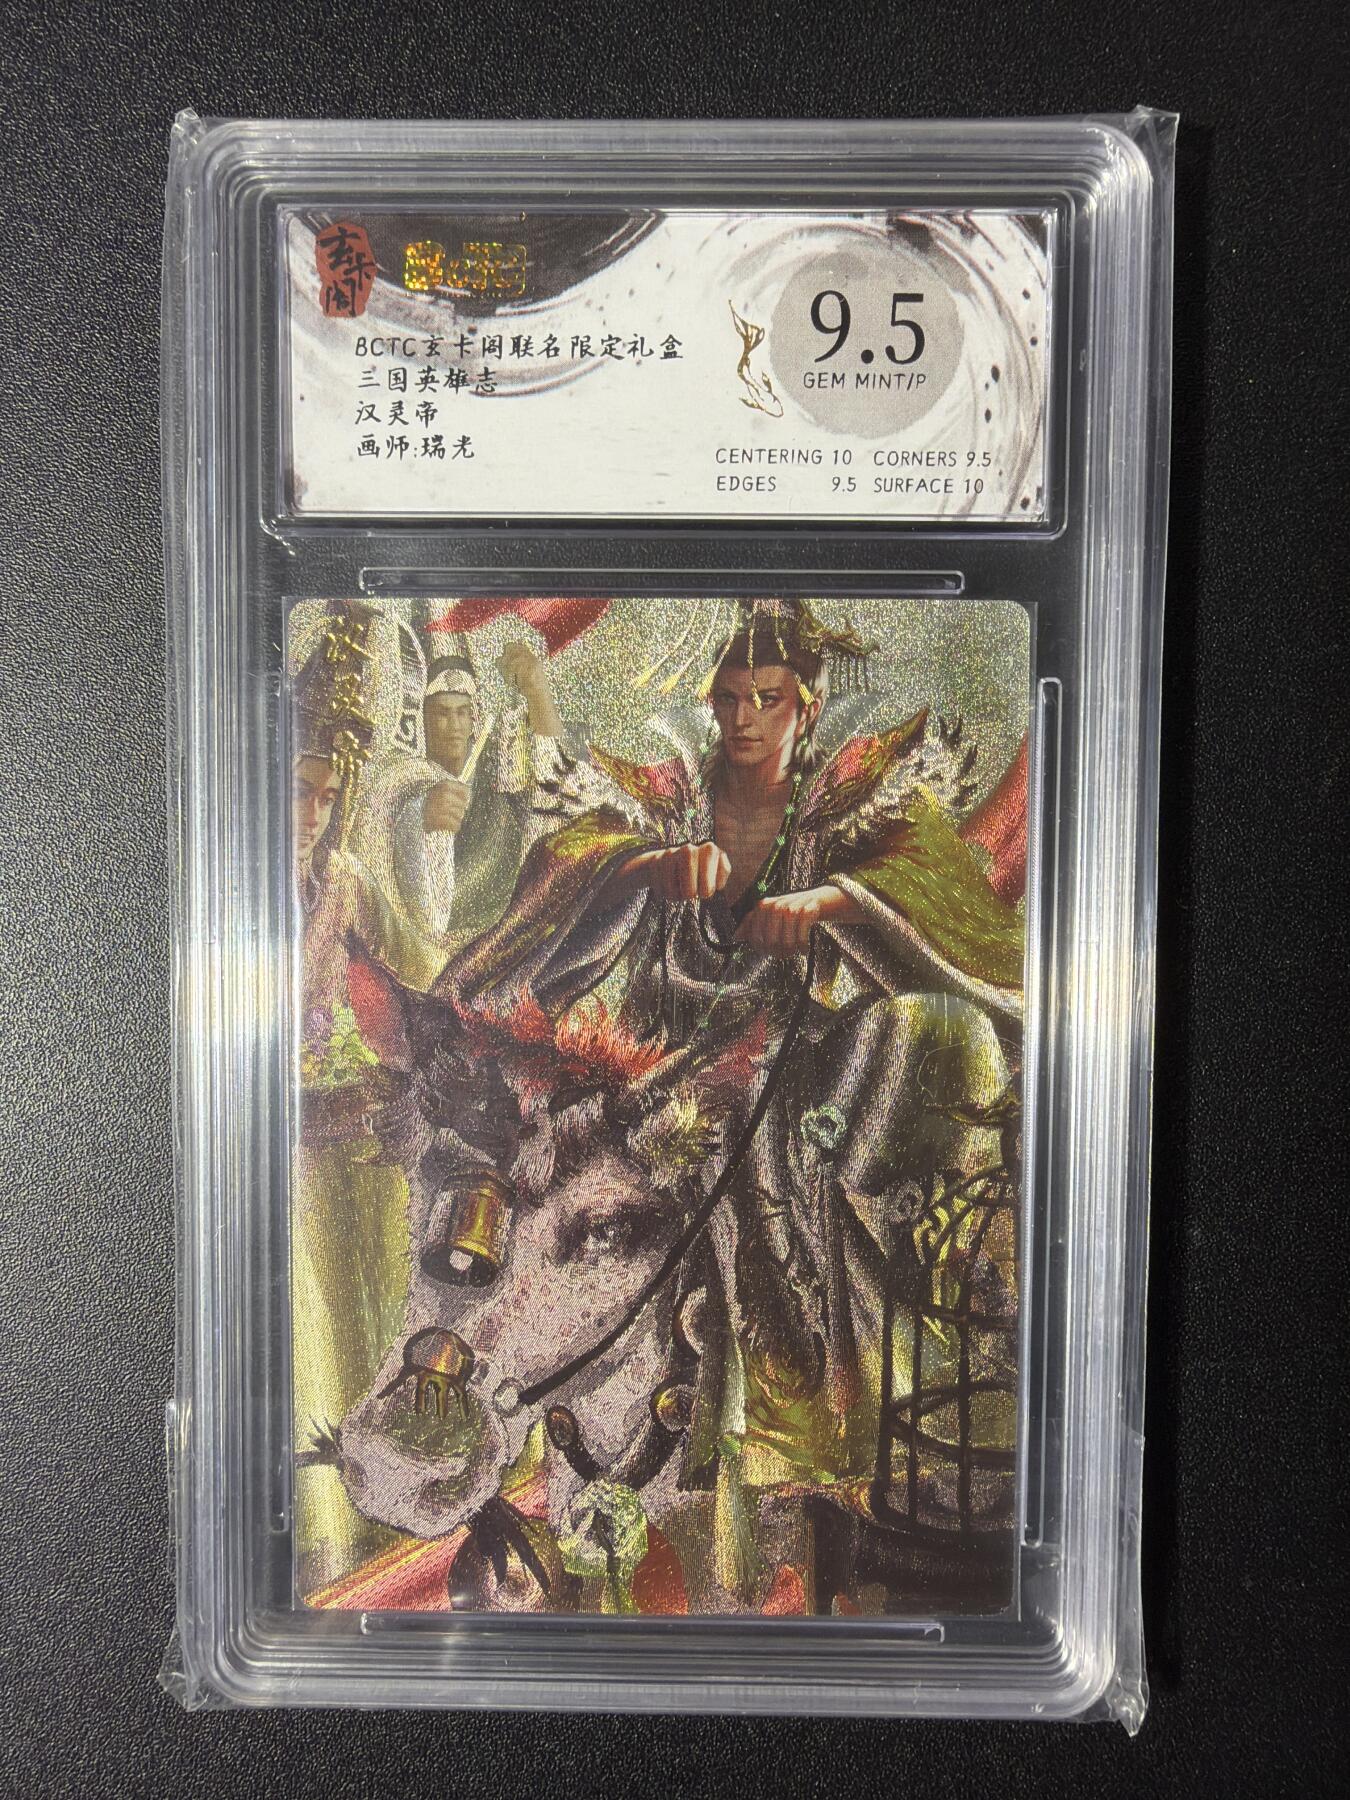 玄卡阁
BCTC
BCTC玄卡阁联名限定礼盒
三国英雄志
汉灵帝
画师:瑞光
9.5
GEM MINT/P
CENTERING 10 CORNERS 9.5
EDGES 9.5 SURFACE 10
汉灵帝